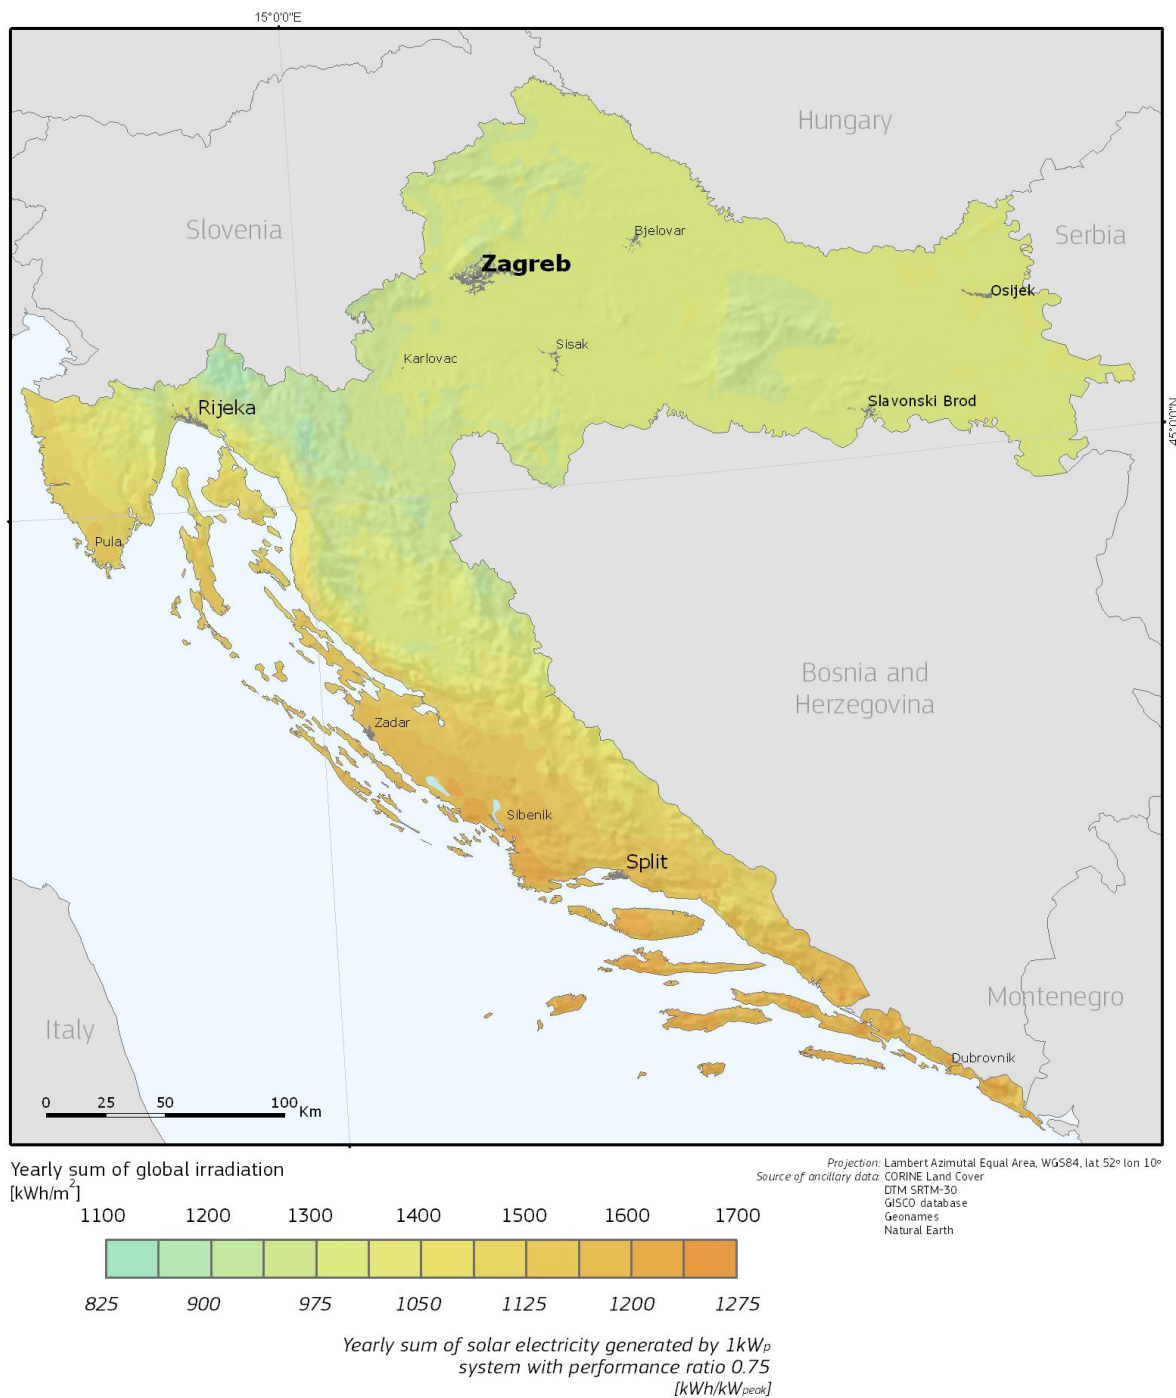 15°0'0"E
Hungary
Slovenia
Serbia
Bjelovar
Zagreb
Osijek
Sisak
Karlovac
Slavonski Brod
Rijeka
45°0'0"N
Pula
Bosnia and
Herzegovina
Zadar
Sibenik
Split
Montenegro
Italy
Dubrovnik
0 25 50 100 Km
Yearly sum of global irradiation
[kWh/m²]
1100 1200 1300 1400 1500 1600 1700
825 900 975 1050 1125 1200 1275
Yearly sum of solar electricity generated by 1kWp
system with performance ratio 0.75
[kWh/kWpeak]
Projection: Lambert Azimutal Equal Area, WGS84, lat 52º lon 10º
Source of ancillary data: CORINE Land Cover
DTM SRTM-30
GISCO database
Geonames
Natural Earth